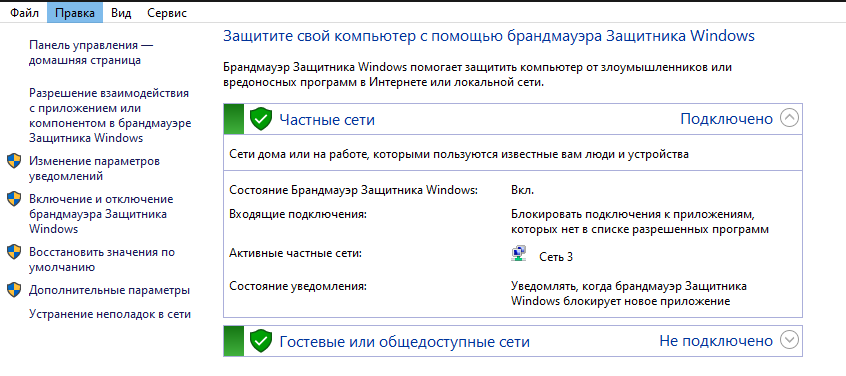 Файл Правка Вид Сервис
Панель управления —
домашняя страница
Разрешение взаимодействия
с приложением или
компонентом в брандмауэре
Защитника Windows
Изменение параметров
уведомлений
Включение и отключение
брандмауэра Защитника
Windows
Восстановить значения по
умолчанию
Дополнительные параметры
Устранение неполадок в сети
Защитите свой компьютер с помощью брандмауэра Защитника Windows
Брандмауэр Защитника Windows помогает защитить компьютер от злоумышленников или
вредоносных программ в Интернете или локальной сети.
Частные сети Подключено
Сети дома или на работе, которыми пользуются известные вам люди и устройства
Состояние Брандмауэр Защитника Windows: Вкл.
Входящие подключения: Блокировать подключения к приложениям,
которых нет в списке разрешенных программ
Активные частные сети: Сеть 3
Состояние уведомления: Уведомлять, когда брандмауэр Защитника
Windows блокирует новое приложение
Гостевые или общедоступные сети Не подключено